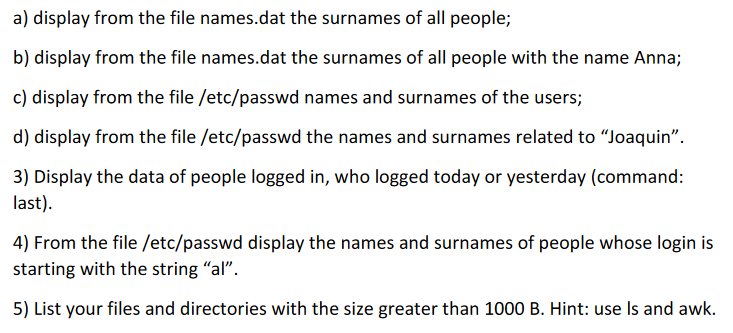 a) display from the file names.dat the surnames of all people;
b) display from the file names.dat the surnames of all people with the name Anna;
c) display from the file /etc/passwd names and surnames of the users;
d) display from the file /etc/passwd the names and surnames related to “Joaquin”.
3) Display the data of people logged in, who logged today or yesterday (command:
last).
4) From the file /etc/passwd display the names and surnames of people whose login is
starting with the string “al”.
5) List your files and directories with the size greater than 1000 B. Hint: use ls and awk.